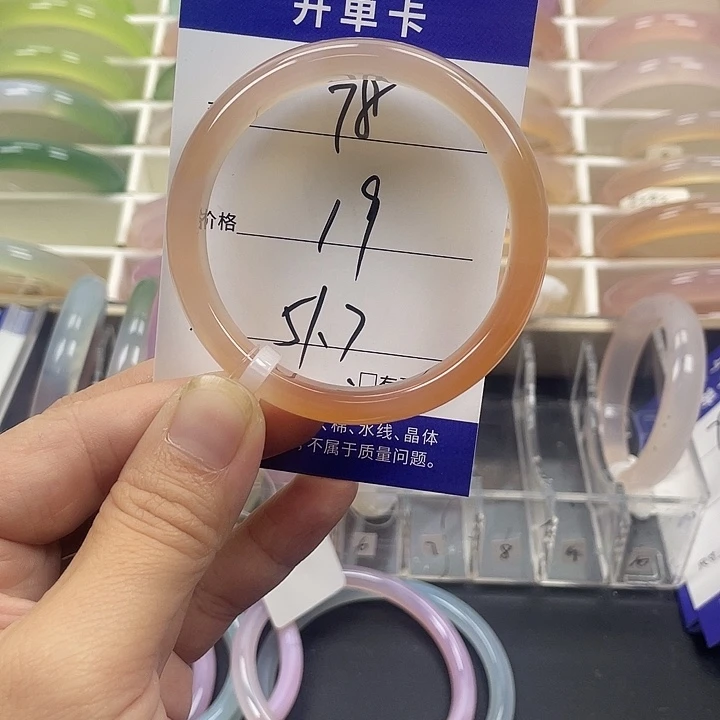 开单卡
78
价格 19
51.7
棉、水线、晶体
不属于质量问题。